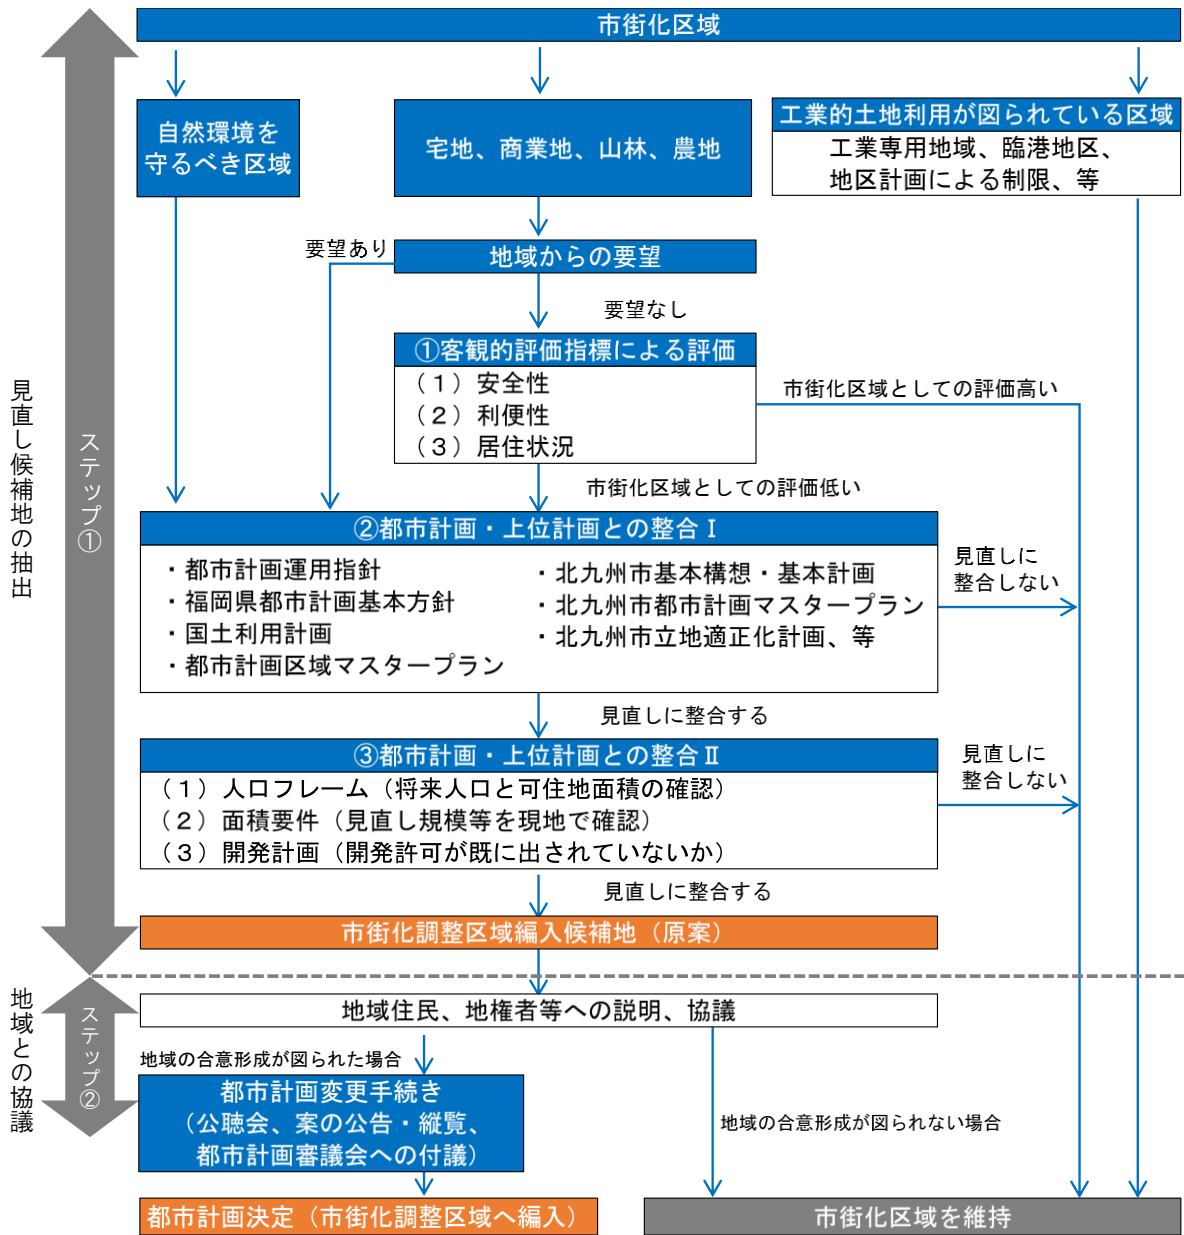 市街化区域
自然環境を
守るべき区域
宅地、商業地、山林、農地
工業的土地利用が図られている区域
工業専用地域、臨港地区、
地区計画による制限、等
要望あり
地域からの要望
要望なし
①客観的評価指標による評価
（１）安全性
（２）利便性
（３）居住状況
市街化区域としての評価高い
市街化区域としての評価低い
見直し候補地の抽出
ステップ①
②都市計画・上位計画との整合Ⅰ
・都市計画運用指針
・福岡県都市計画基本方針
・国土利用計画
・都市計画区域マスタープラン
・北九州市基本構想・基本計画
・北九州市都市計画マスタープラン
・北九州市立地適正化計画、等
見直しに
整合しない
見直しに整合する
③都市計画・上位計画との整合Ⅱ
（１）人口フレーム（将来人口と可住地面積の確認）
（２）面積要件（見直し規模等を現地で確認）
（３）開発計画（開発許可が既に出されていないか）
見直しに
整合しない
見直しに整合する
市街化調整区域編入候補地（原案）
地域との協議
ステップ②
地域住民、地権者等への説明、協議
地域の合意形成が図られた場合
都市計画変更手続き
（公聴会、案の公告・縦覧、
都市計画審議会への付議）
地域の合意形成が図られない場合
都市計画決定（市街化調整区域へ編入）
市街化区域を維持